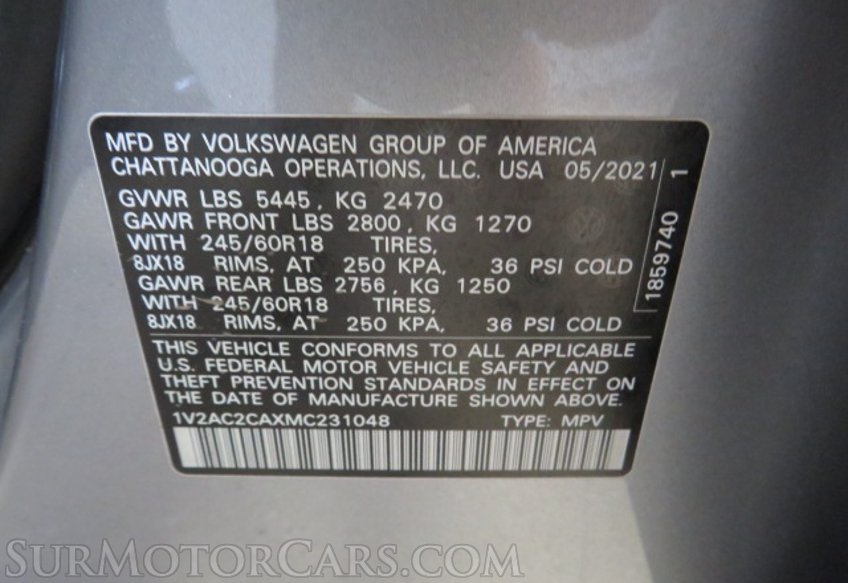 MFD BY VOLKSWAGEN GROUP OF AMERICA
CHATTANOOGA OPERATIONS, LLC. USA 05/2021
GVWR LBS 5445, KG 2470
GAWR FRONT LBS 2800, KG 1270
WITH 245/60R18 TIRES,
8JX18 RIMS, AT 250 KPA, 36 PSI COLD
GAWR REAR LBS 2756, KG 1250
WITH 245/60R18 TIRES,
8JX18 RIMS, AT 250 KPA, 36 PSI COLD
1859740 1
THIS VEHICLE CONFORMS TO ALL APPLICABLE
U.S. FEDERAL MOTOR VEHICLE SAFETY AND
THEFT PREVENTION STANDARDS IN EFFECT ON
THE DATE OF MANUFACTURE SHOWN ABOVE.
1V2AC2CAXMC231048 TYPE: MPV
SURMOTORCARS.COM